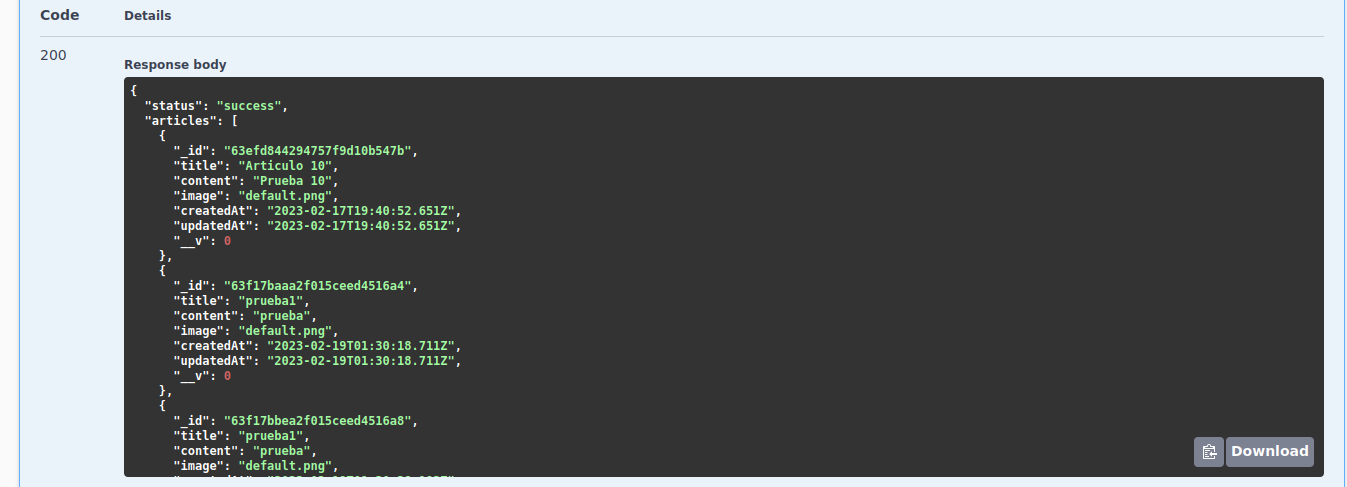 Code Details
200
Response body
{
"status": "success",
"articles": [
{
"_id": "63efd844294757f9d10b547b",
"title": "Articulo 10",
"content": "Prueba 10",
"image": "default.png",
"createdAt": "2023-02-17T19:40:52.651Z",
"updatedAt": "2023-02-17T19:40:52.651Z",
"__v": 0
},
{
"_id": "63f17baaa2f015ceed4516a4",
"title": "prueba1",
"content": "prueba",
"image": "default.png",
"createdAt": "2023-02-19T01:30:18.711Z",
"updatedAt": "2023-02-19T01:30:18.711Z",
"__v": 0
},
{
"_id": "63f17bbea2f015ceed4516a8",
"title": "prueba1",
"content": "prueba",
"image": "default.png",
Download